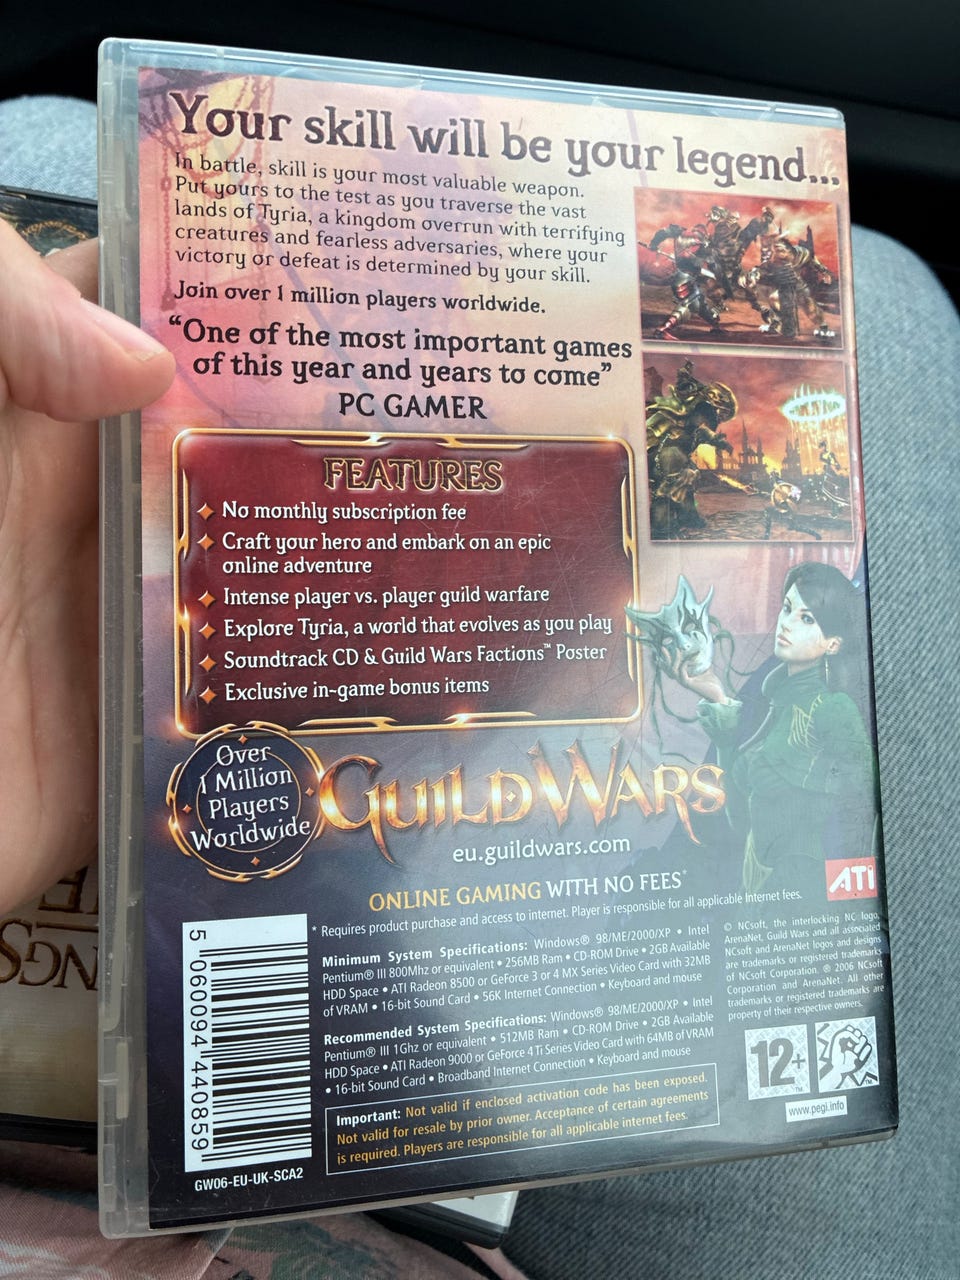 Your skill will be your legend...
In battle, skill is your most valuable weapon.
Put yours to the test as you traverse the vast
lands of Tyria, a kingdom overrun with terrifying
creatures and fearless adversaries, where your
victory or defeat is determined by your skill.
Join over 1 million players worldwide.
"One of the most important games
of this year and years to come"
PC GAMER
FEATURES
No monthly subscription fee
Craft your hero and embark on an epic
online adventure
Intense player vs. player guild warfare
Explore Tyria, a world that evolves as you play
Soundtrack CD & Guild Wars Factions™ Poster
Exclusive in-game bonus items
Over
1 Million
Players
Worldwide
GUILD WARS
eu.guildwars.com
ONLINE GAMING WITH NO FEES*
* Requires product purchase and access to internet. Player is responsible for all applicable Internet fees.
ATI
Minimum System Specifications: Windows® 98/ME/2000/XP • Intel
Pentium® III 800Mhz or equivalent • 256MB Ram • CD-ROM Drive • 2GB Available
HDD Space • ATI Radeon 8500 or GeForce 3 or 4 MX Series Video Card with 32MB
of VRAM • 16-bit Sound Card • 56K Internet Connection • Keyboard and mouse
Recommended System Specifications: Windows® 98/ME/2000/XP • Intel
Pentium® III 1Ghz or equivalent • 512MB Ram • CD-ROM Drive • 2GB Available
HDD Space • ATI Radeon 9000 or GeForce 4 Ti Series Video Card with 64MB of VRAM
• 16-bit Sound Card • Broadband Internet Connection • Keyboard and mouse
Important: Not valid if enclosed activation code has been exposed.
Not valid for resale by prior owner. Acceptance of certain agreements
is required. Players are responsible for all applicable internet fees.
© NCsoft, the interlocking NC logo,
ArenaNet, Guild Wars and all associated
NCsoft and ArenaNet logos and designs
are trademarks or registered trademarks
of NCsoft Corporation. ® 2006 NCsoft
Corporation and ArenaNet. All other
trademarks or registered trademarks are
property of their respective owners.
12+
www.pegi.info
5 060094 440859
GW06-EU-UK-SCA2
NGS